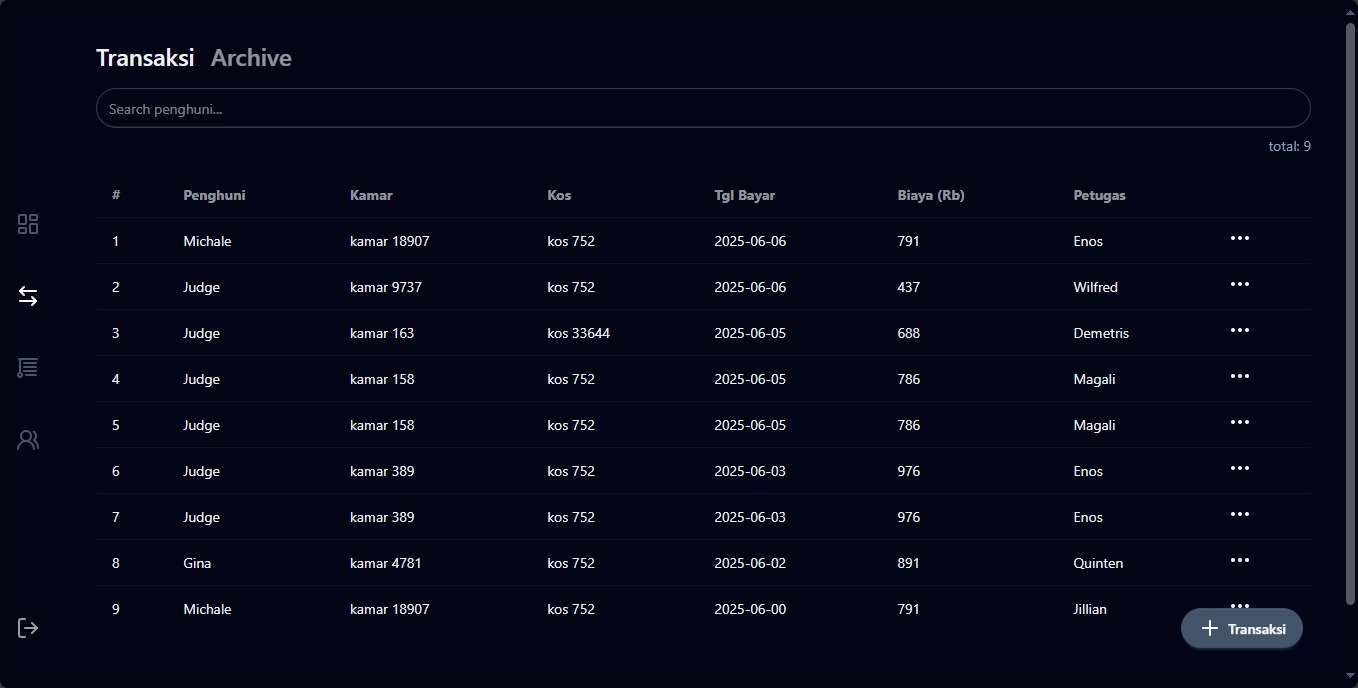 Transaksi Archive
Search penghuni...
total: 9
# Penghuni Kamar Kos Tgl Bayar Biaya (Rb) Petugas
1 Michale kamar 18907 kos 752 2025-06-06 791 Enos
2 Judge kamar 9737 kos 752 2025-06-06 437 Wilfred
3 Judge kamar 163 kos 33644 2025-06-05 688 Demetris
4 Judge kamar 158 kos 752 2025-06-05 786 Magali
5 Judge kamar 158 kos 752 2025-06-05 786 Magali
6 Judge kamar 389 kos 752 2025-06-03 976 Enos
7 Judge kamar 389 kos 752 2025-06-03 976 Enos
8 Gina kamar 4781 kos 752 2025-06-02 891 Quinten
9 Michale kamar 18907 kos 752 2025-06-00 791 Jillian
Transaksi